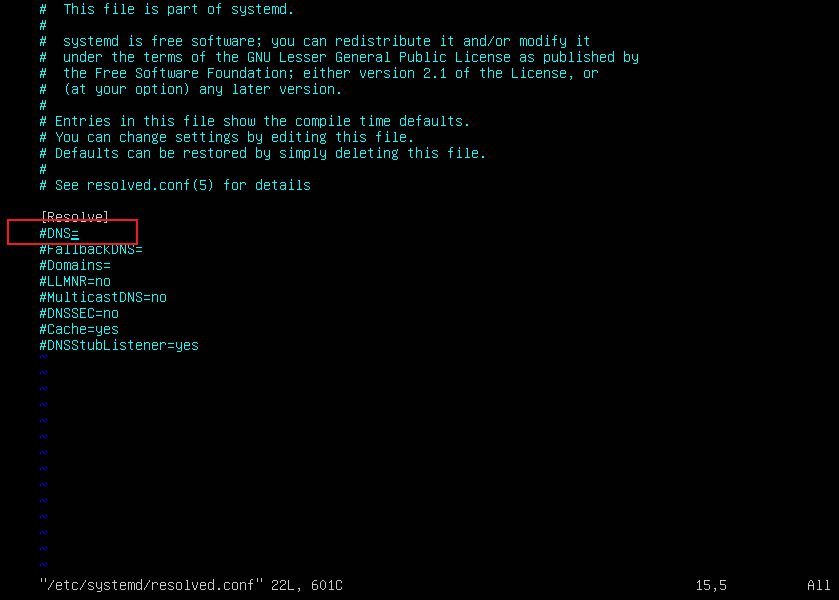 #  This file is part of systemd.
#
#  systemd is free software; you can redistribute it and/or modify it
#  under the terms of the GNU Lesser General Public License as published by
#  the Free Software Foundation; either version 2.1 of the License, or
#  (at your option) any later version.
#
# Entries in this file show the compile time defaults.
# You can change settings by editing this file.
# Defaults can be restored by simply deleting this file.
#
# See resolved.conf(5) for details

[Resolve]
#DNS=
#FallbackDNS=
#Domains=
#LLMNR=no
#MulticastDNS=no
#DNSSEC=no
#Cache=yes
#DNSStubListener=yes
~
~
~
~
~
~
~
~
~
~
~
~
~
~
"/etc/systemd/resolved.conf" 22L, 601C 15,5 All